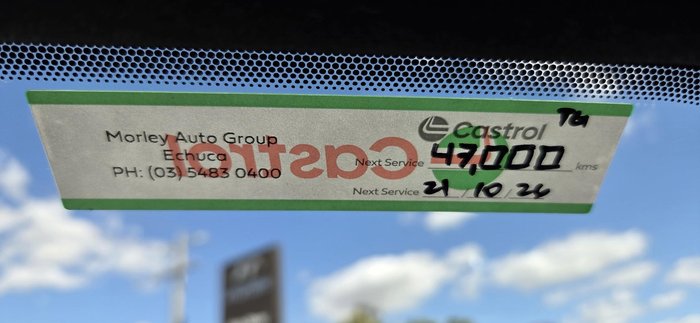 Morley Auto Group
Echuca
PH: (03) 5483 0400
Castrol
TG
Castrol
Next Service 47,000 kms
Next Service 21 / 10 / 26